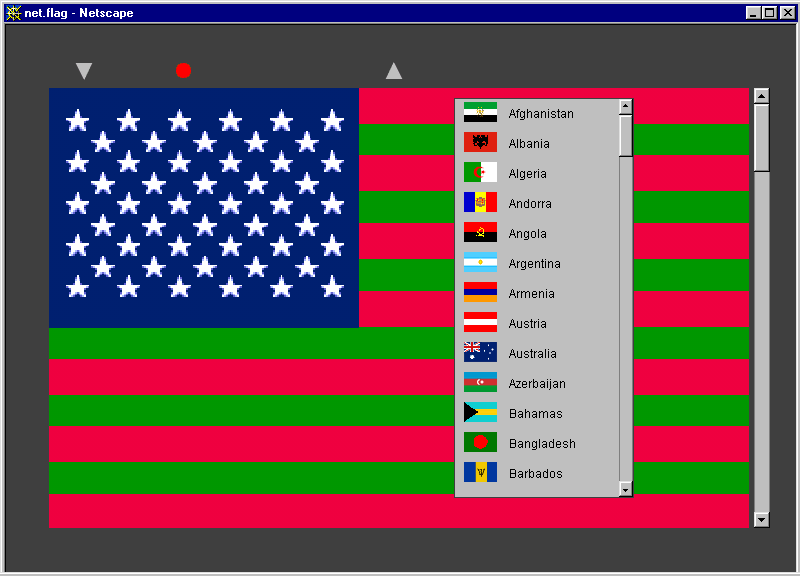 net.flag - Netscape
Afghanistan
Albania
Algeria
Andorra
Angola
Argentina
Armenia
Austria
Australia
Azerbaijan
Bahamas
Bangladesh
Barbados